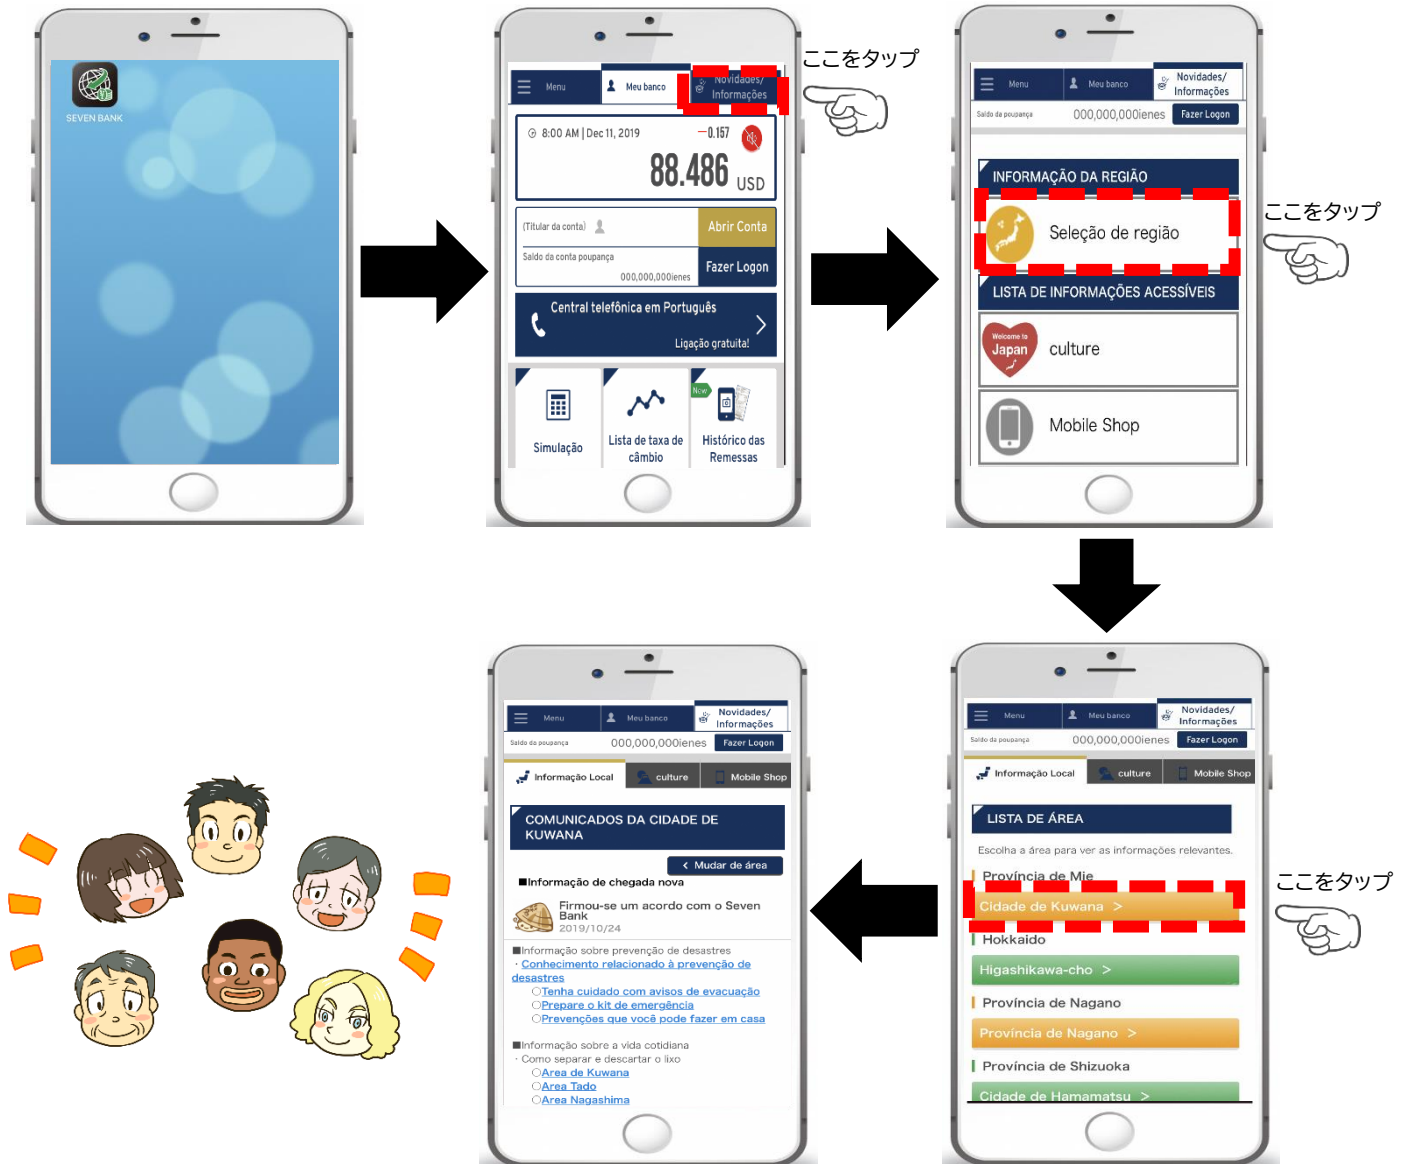 SEVEN BANK
ここをタップ
Menu
Meu banco
Novidades/
Informações
8:00 AM | Dec 11, 2019
−0.157
88.486 USD
(Titular da conta)
Abrir Conta
Saldo da conta poupança
000,000,000ienes
Fazer Logon
Central telefônica em Português
Ligação gratuita!
Simulação
Lista de taxa de
câmbio
New
Histórico das
Remessas
ここをタップ
Menu
Meu banco
Novidades/
Informações
Saldo da poupança
000,000,000ienes
Fazer Logon
INFORMAÇÃO DA REGIÃO
Seleção de região
LISTA DE INFORMAÇÕES ACESSÍVEIS
Welcome to
Japan
culture
Mobile Shop
ここをタップ
Menu
Meu banco
Novidades/
Informações
Saldo da poupança
000,000,000ienes
Fazer Logon
Informação Local
culture
Mobile Shop
LISTA DE ÁREA
Escolha a área para ver as informações relevantes.
Província de Mie
Cidade de Kuwana >
Hokkaido
Higashikawa-cho >
Província de Nagano
Província de Nagano >
Província de Shizuoka
Cidade de Hamamatsu >
Menu
Meu banco
Novidades/
Informações
Saldo da poupança
000,000,000ienes
Fazer Logon
Informação Local
culture
Mobile Shop
COMUNICADOS DA CIDADE DE
KUWANA
< Mudar de área
■Informação de chegada nova
Firmou-se um acordo com o Seven
Bank
2019/10/24
■Informação sobre prevenção de desastres
・Conhecimento relacionado à prevenção de
desastres
○Tenha cuidado com avisos de evacuação
○Prepare o kit de emergência
○Prevenções que você pode fazer em casa
■Informação sobre a vida cotidiana
・Como separar e descartar o lixo
○Area de Kuwana
○Area Tado
○Area Nagashima